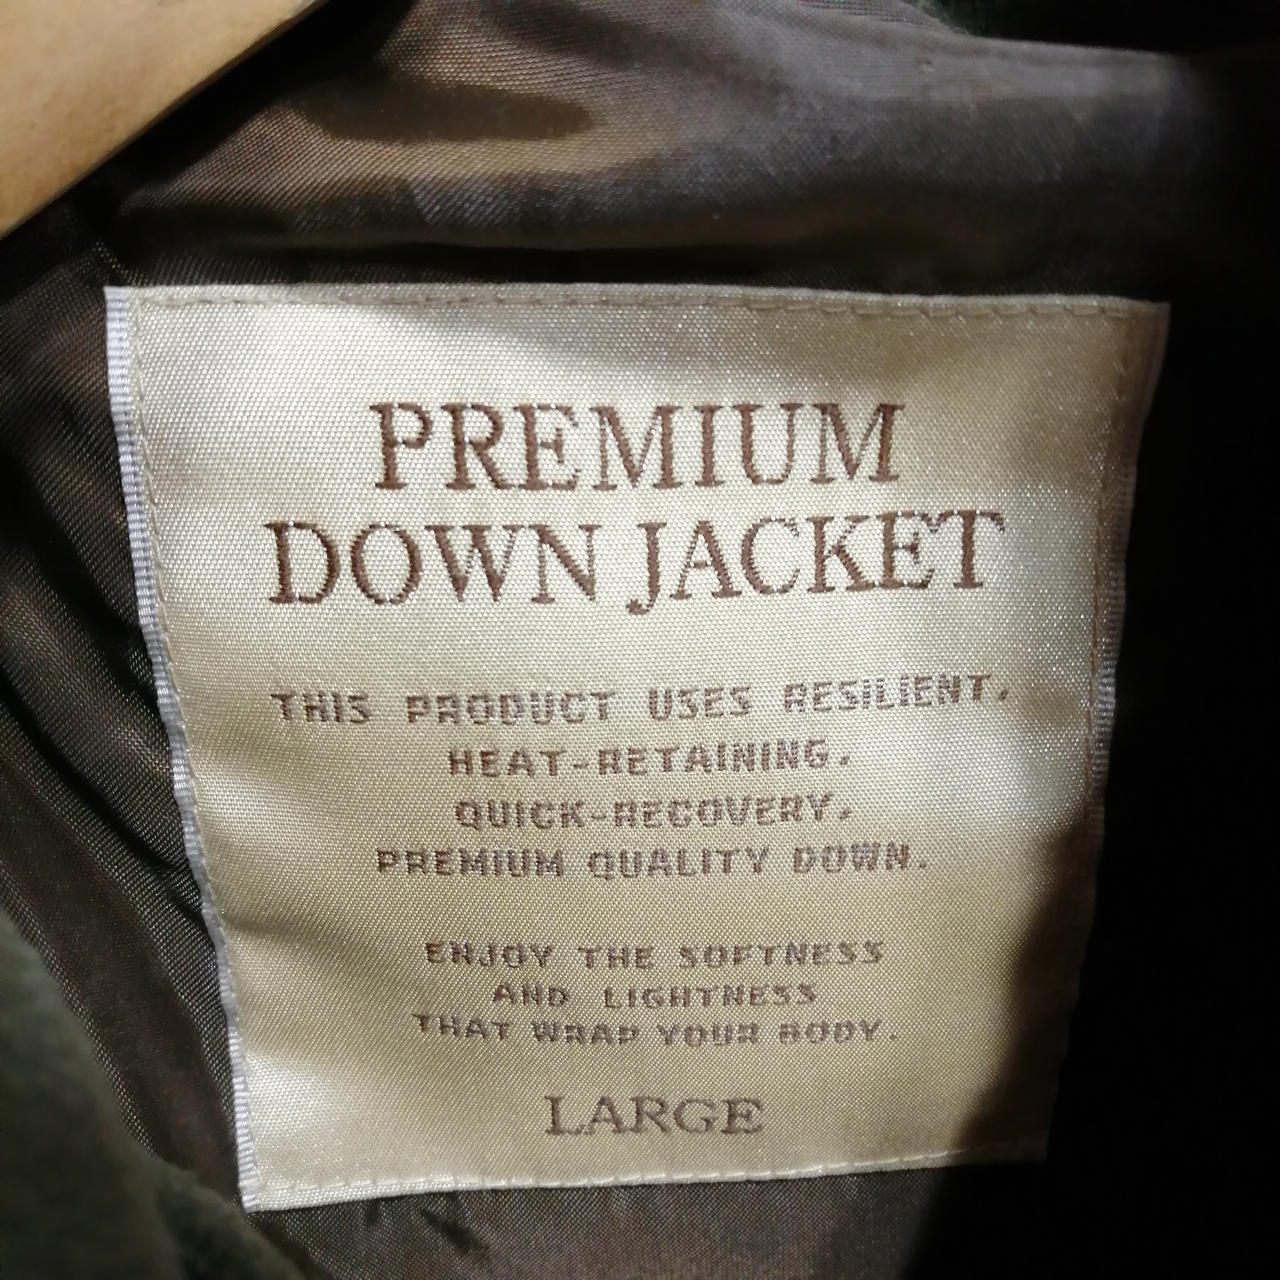 PREMIUM
DOWN JACKET
THIS PRODUCT USES RESILIENT,
HEAT-RETAINING,
QUICK-RECOVERY,
PREMIUM QUALITY DOWN.
ENJOY THE SOFTNESS
AND LIGHTNESS
THAT WRAP YOUR BODY.
LARGE